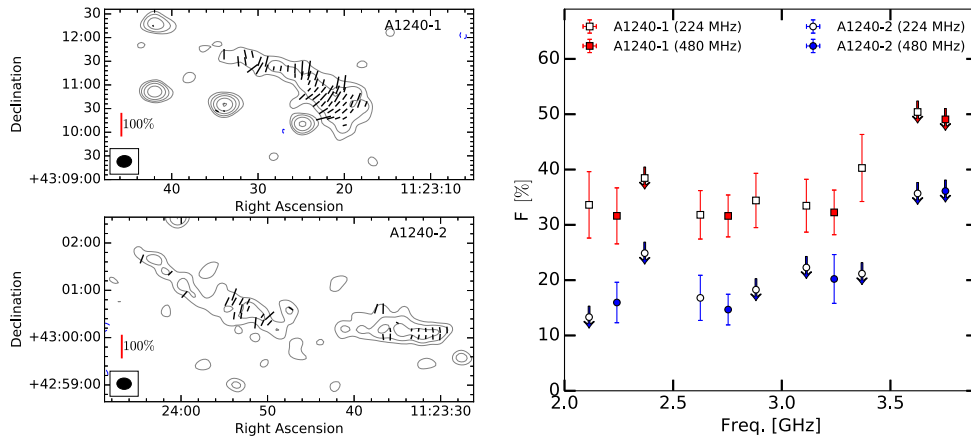 A1240-1
30
12:00
30
11:00
30
10:00
30
+43:09:00
Declination
100%
40
30
20
11:23:10
Right Ascension
A1240-2
02:00
01:00
+43:00:00
+42:59:00
Declination
100%
24:00
50
40
11:23:30
Right Ascension
A1240-1 (224 MHz)
A1240-1 (480 MHz)
A1240-2 (224 MHz)
A1240-2 (480 MHz)
60
50
40
30
20
10
0
F [%]
2.0
2.5
3.0
3.5
4.0
Freq. [GHz]